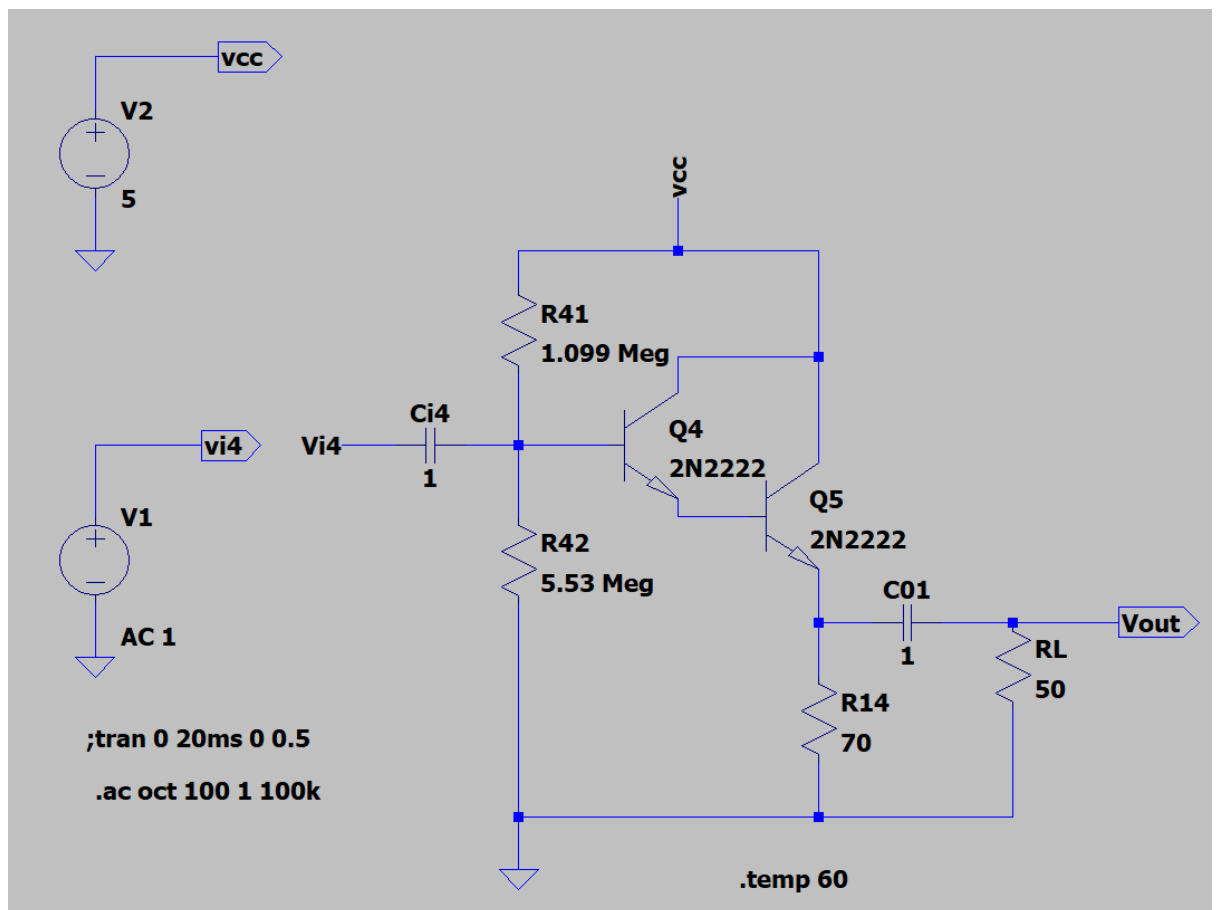 vcc
V2
5
vcc
R41
1.099 Meg
Ci4
Q4
vi4
Vi4
1
2N2222
V1
Q5
R42
2N2222
5.53 Meg
C01
AC 1
Vout
1
RL
50
R14
70
;tran 0 20ms 0 0.5
.ac oct 100 1 100k
.temp 60